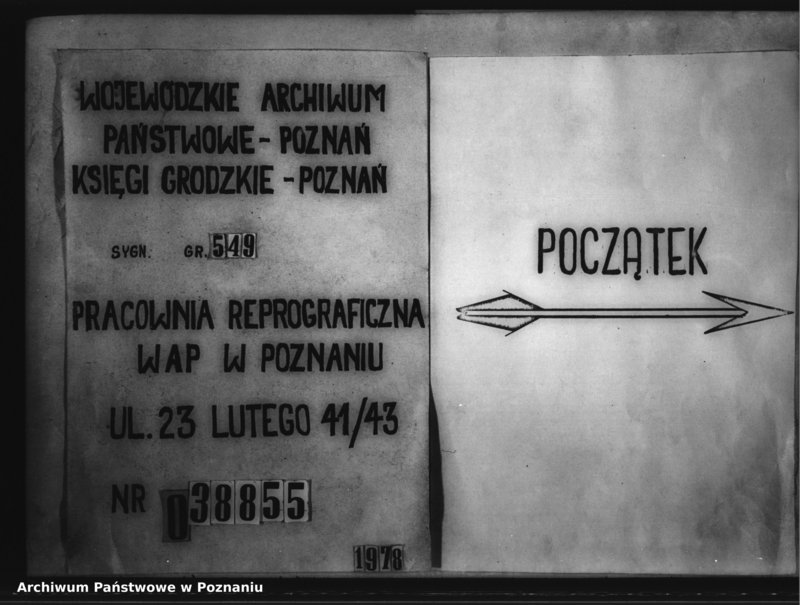 WOJEWÓDZKIE ARCHIWUM
PAŃSTWOWE - POZNAŃ
KSIĘGI GRODZKIE - POZNAŃ
SYGN. GR. 549
PRACOWNIA REPROGRAFICZNA
WAP W POZNANIU
UL. 23 LUTEGO 41/43
NR 038855
1978
POCZĄTEK
Archiwum Państwowe w Poznaniu